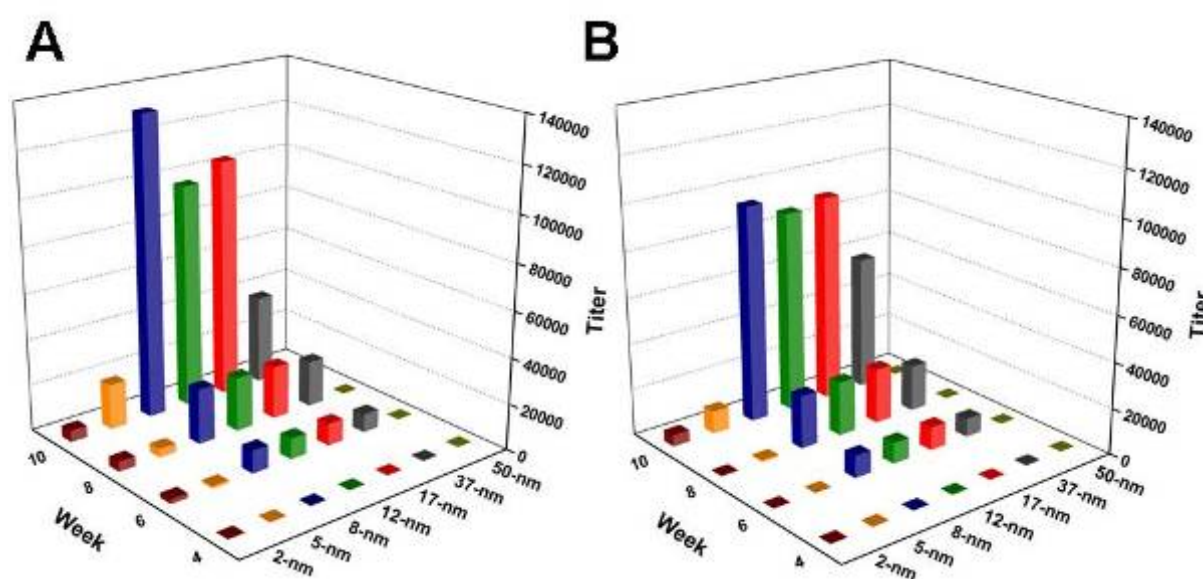 A
140000
120000
100000
80000
60000
40000
20000
0
Titer
10
8
6
4
Week
2-nm
5-nm
8-nm
12-nm
17-nm
37-nm
50-nm
B
140000
120000
100000
80000
60000
40000
20000
0
Titer
10
8
6
4
Week
2-nm
5-nm
8-nm
12-nm
17-nm
37-nm
50-nm